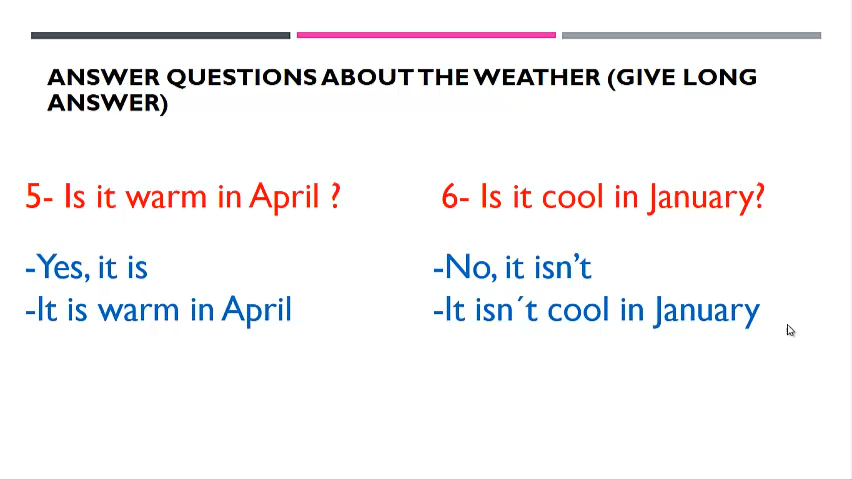 ANSWER QUESTIONS ABOUT THE WEATHER (GIVE LONG
ANSWER)
5- Is it warm in April ?
-Yes, it is
-It is warm in April
6- Is it cool in January?
-No, it isn’t
-It isn´t cool in January